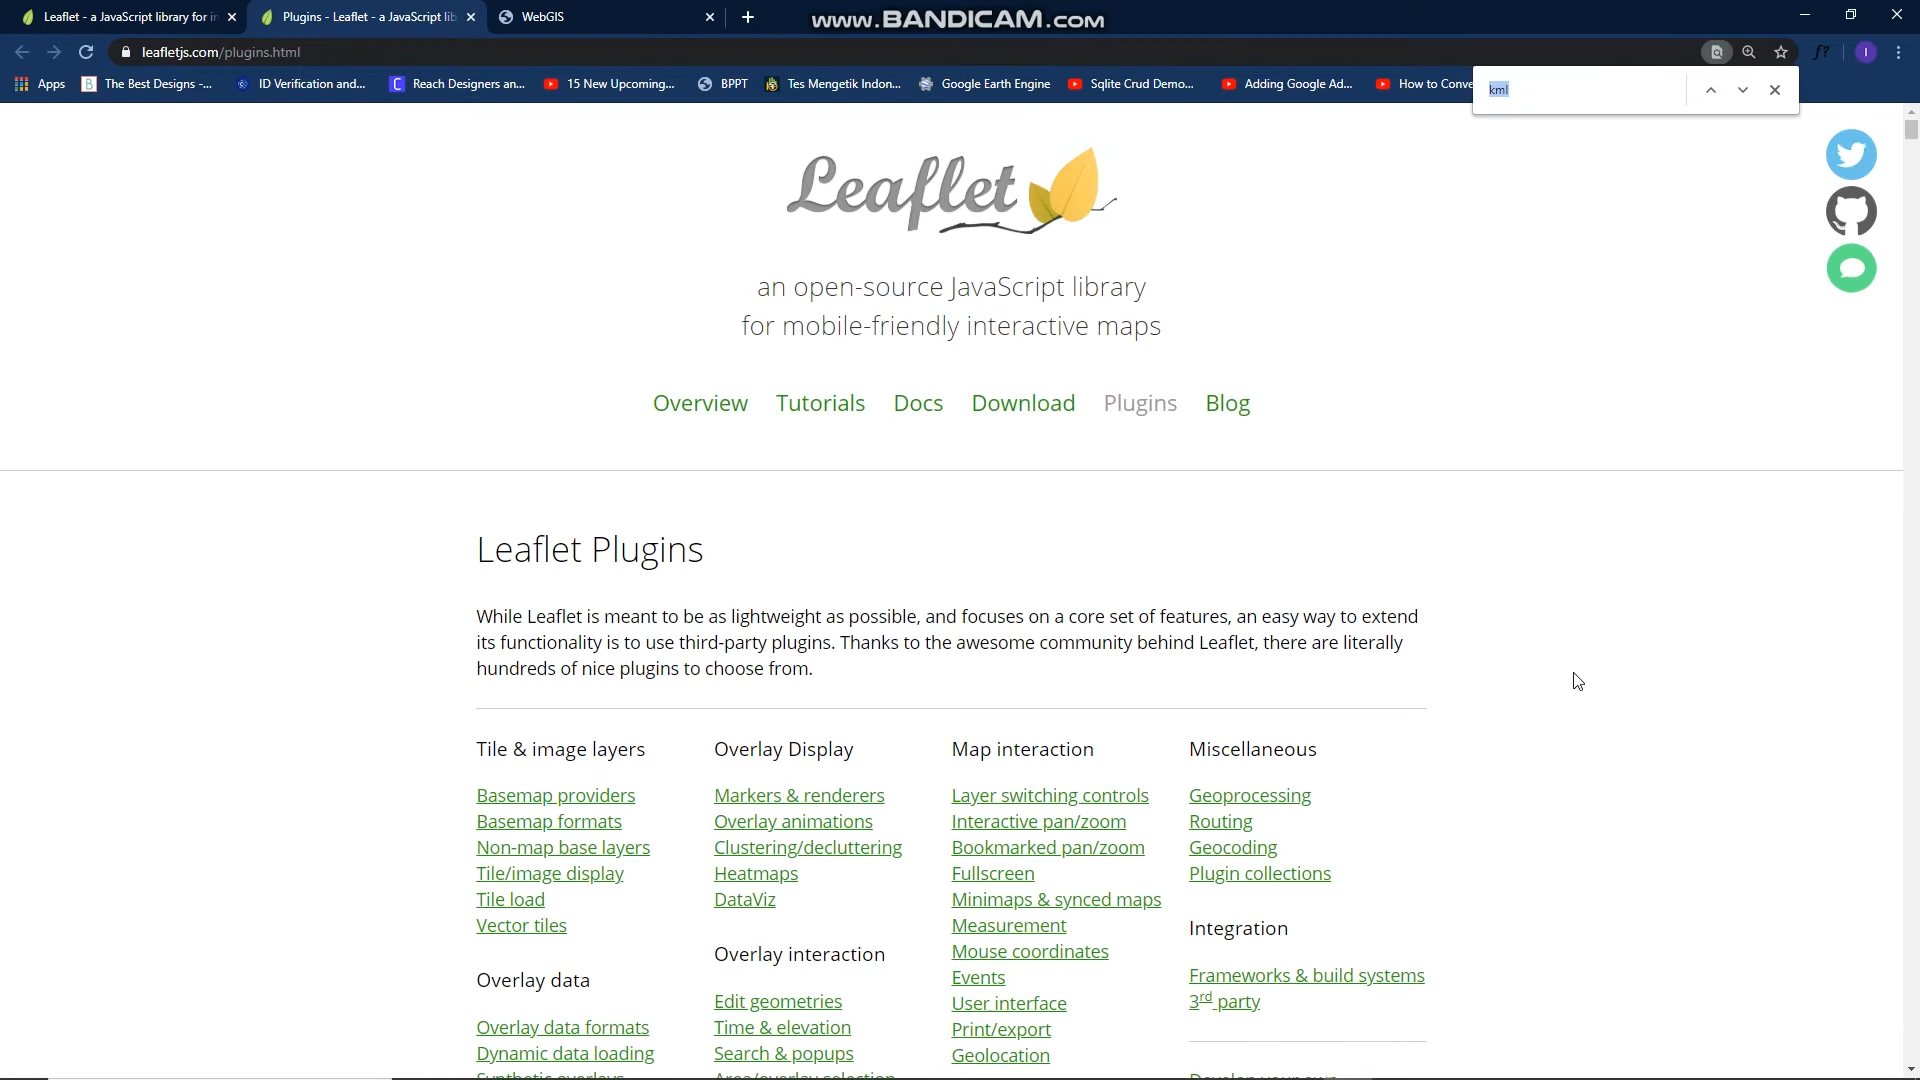 Leaflet - a JavaScript library for in
Plugins - Leaflet - a JavaScript lib
WebGIS
www.BANDICAM.com
leafletjs.com/plugins.html
Apps
The Best Designs -...
ID Verification and...
Reach Designers an...
15 New Upcoming...
BPPT
Tes Mengetik Indon...
Google Earth Engine
Sqlite Crud Demo...
Adding Google Ad...
How to Conve
kml
Leaflet
an open-source JavaScript library
for mobile-friendly interactive maps
Overview Tutorials Docs Download Plugins Blog
Leaflet Plugins
While Leaflet is meant to be as lightweight as possible, and focuses on a core set of features, an easy way to extend
its functionality is to use third-party plugins. Thanks to the awesome community behind Leaflet, there are literally
hundreds of nice plugins to choose from.
Tile & image layers
Basemap providers
Basemap formats
Non-map base layers
Tile/image display
Tile load
Vector tiles
Overlay data
Overlay data formats
Dynamic data loading
Synthetic overlays
Overlay Display
Markers & renderers
Overlay animations
Clustering/decluttering
Heatmaps
DataViz
Overlay interaction
Edit geometries
Time & elevation
Search & popups
Area/overlay selection
Map interaction
Layer switching controls
Interactive pan/zoom
Bookmarked pan/zoom
Fullscreen
Minimaps & synced maps
Measurement
Mouse coordinates
Events
User interface
Print/export
Geolocation
Miscellaneous
Geoprocessing
Routing
Geocoding
Plugin collections
Integration
Frameworks & build systems
3rd party
Develop your own